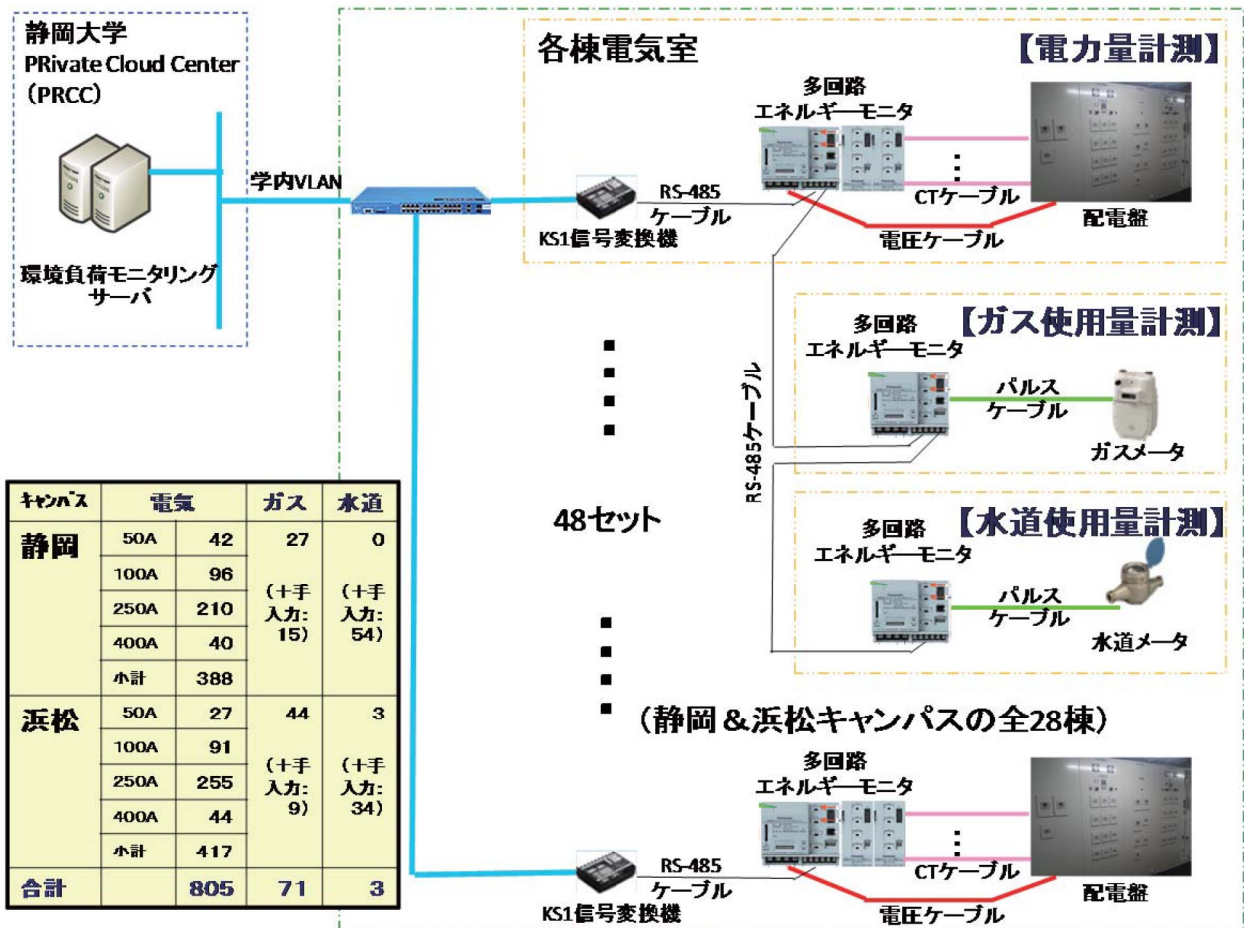 静岡大学
PRivate Cloud Center
(PRCC)
環境負荷モニタリング
サーバ
学内VLAN
各棟電気室
【電力量計測】
多回路
エネルギーモニタ
RS-485
ケーブル
KS1信号変換機
CTケーブル
電圧ケーブル
配電盤
【ガス使用量計測】
多回路
エネルギーモニタ
パルス
ケーブル
ガスメータ
RS-485ケーブル
48セット
【水道使用量計測】
多回路
エネルギーモニタ
パルス
ケーブル
水道メータ
(静岡&浜松キャンパスの全28棟)
多回路
エネルギーモニタ
RS-485
ケーブル
KS1信号変換機
CTケーブル
電圧ケーブル
配電盤
キャンパス 電気 ガス 水道
静岡 50A 42 27 0
100A 96
250A 210 (+手入力:15) (+手入力:54)
400A 40
小計 388
浜松 50A 27 44 3
100A 91
250A 255 (+手入力:9) (+手入力:34)
400A 44
小計 417
合計 805 71 3